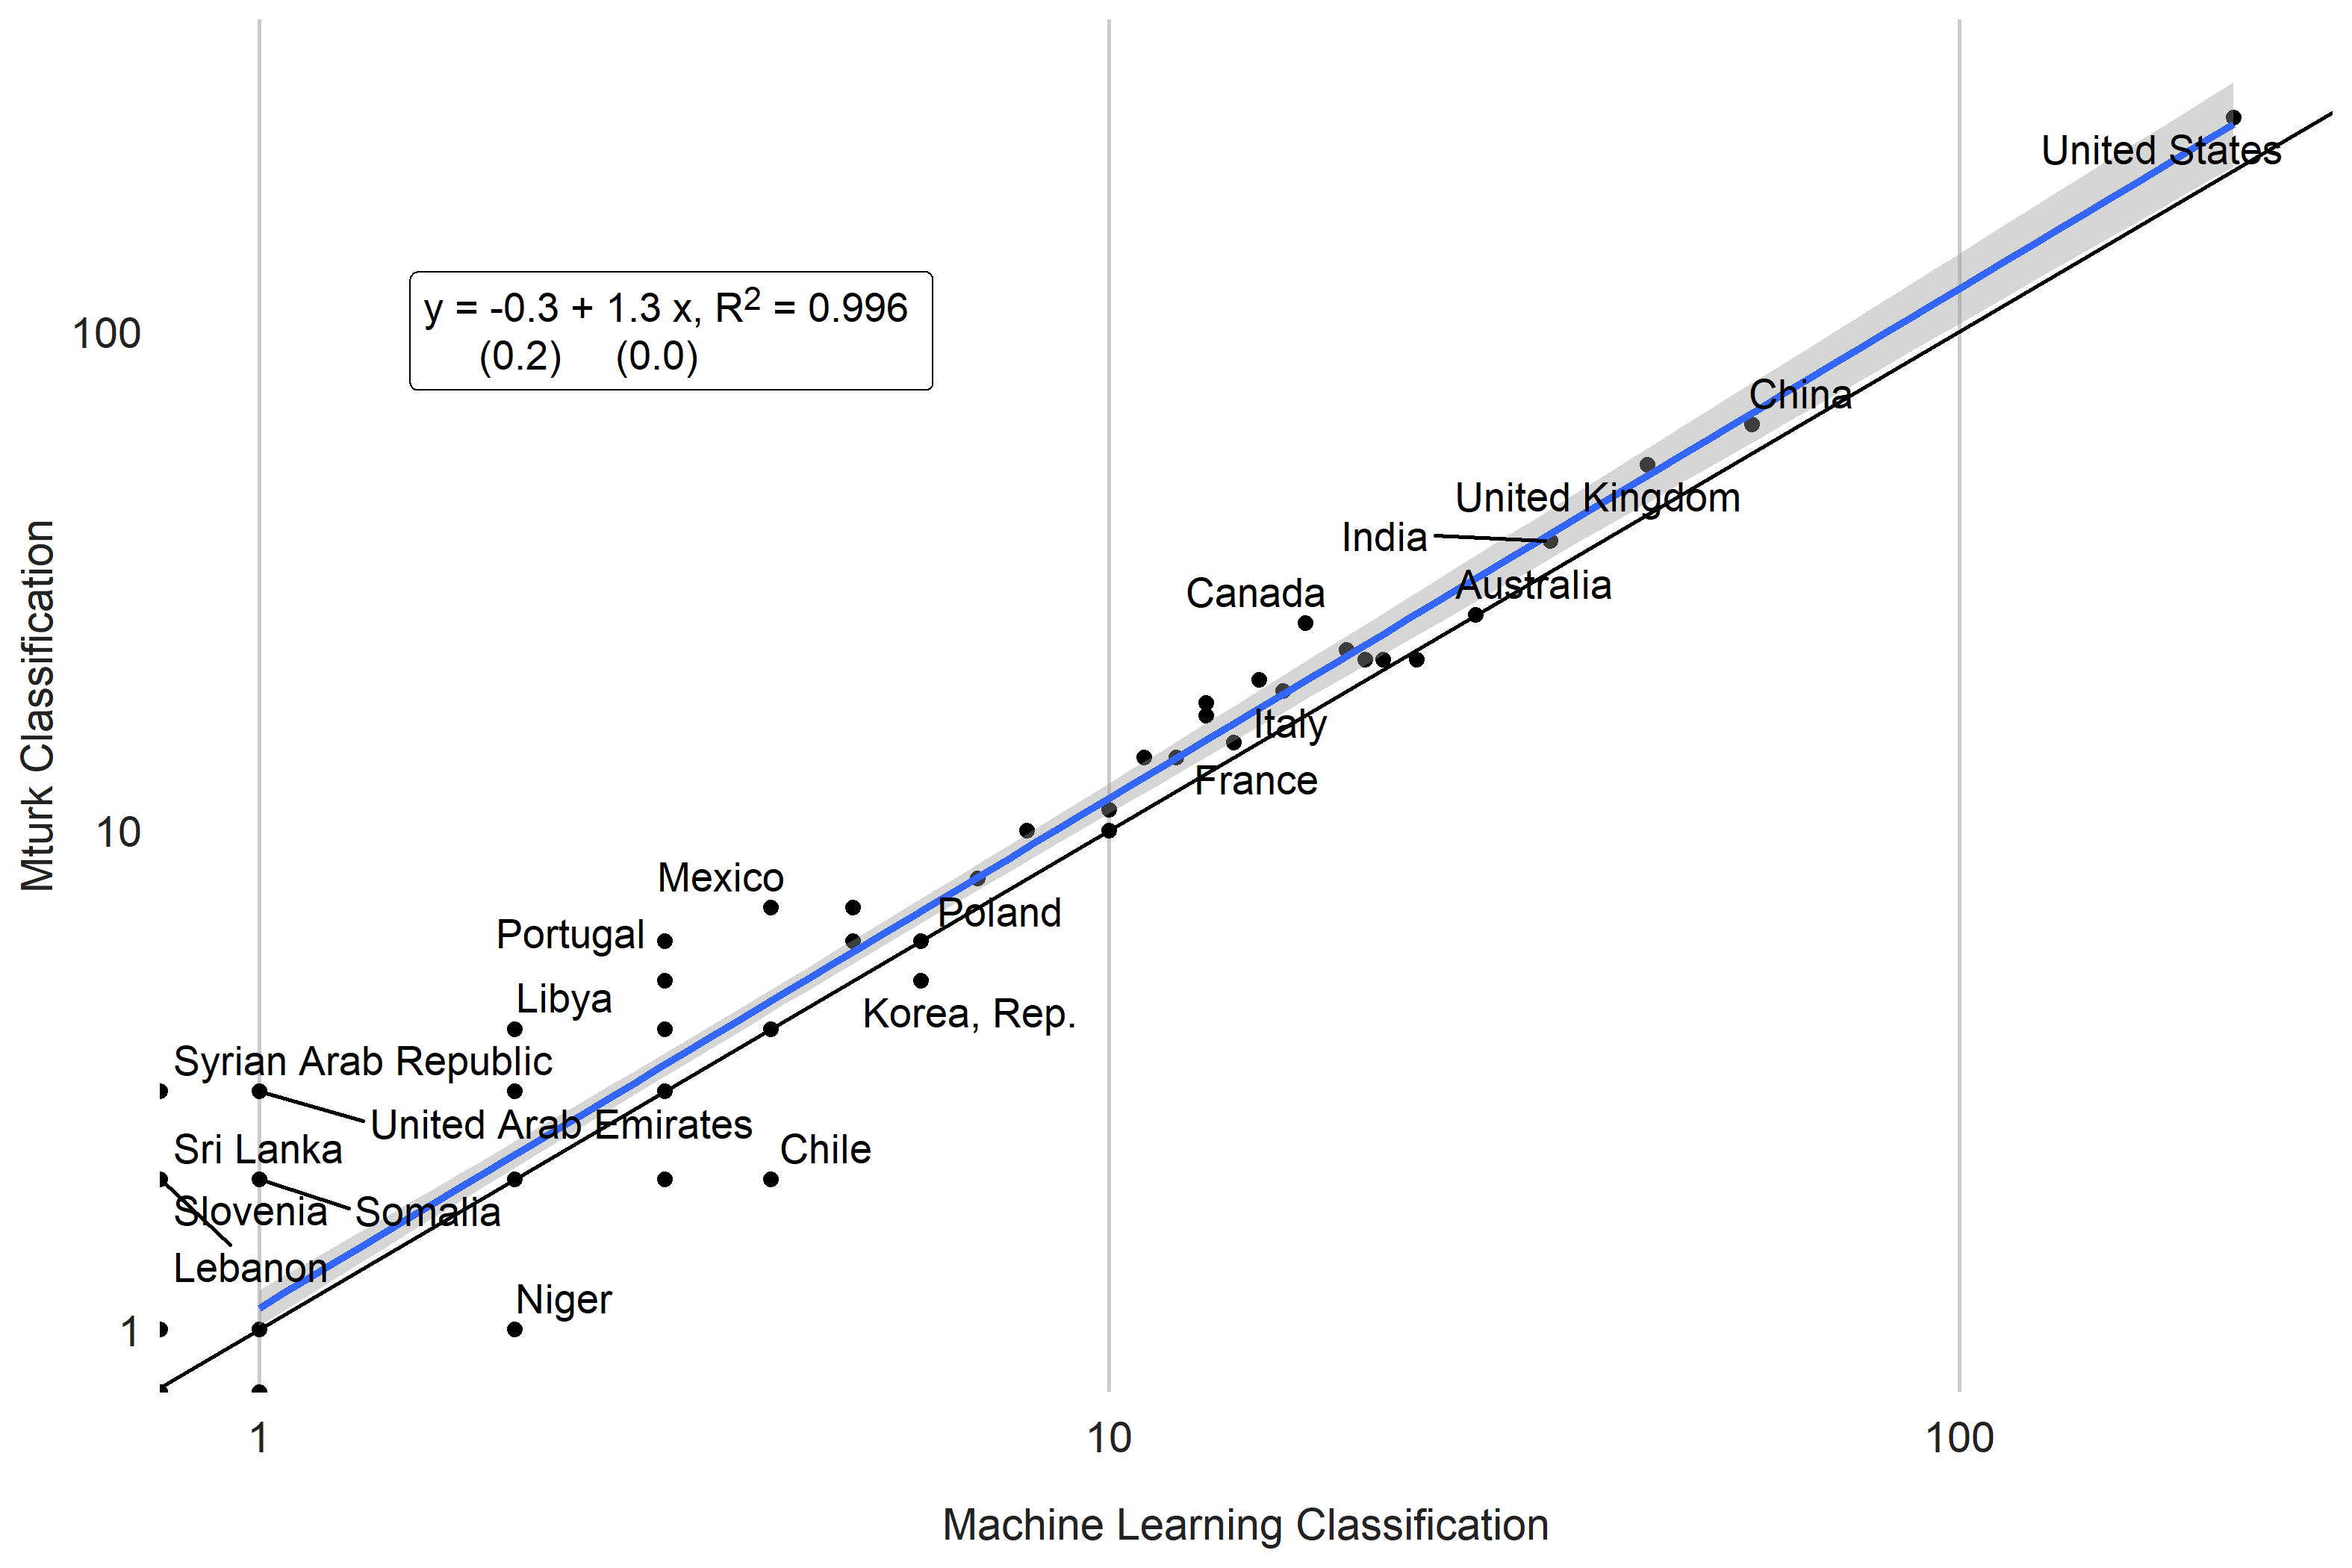 United States
y = -0.3 + 1.3 x, R² = 0.996
(0.2) (0.0)
100
China
United Kingdom
India
Australia
Canada
Italy
France
10
Mexico
Poland
Portugal
Libya
Korea, Rep.
Syrian Arab Republic
United Arab Emirates
Sri Lanka
Chile
Slovenia
Somalia
Lebanon
Niger
1
Mturk Classification
1 10 100
Machine Learning Classification